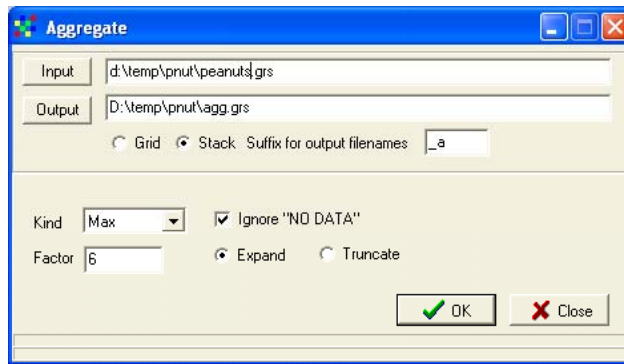 Aggregate
Input d:\temp\pnut\peanuts.grs
Output D:\temp\pnut\agg.grs
Grid Stack Suffix for output filenames _a
Kind Max Ignore "NO DATA"
Factor 6 Expand Truncate
OK Close